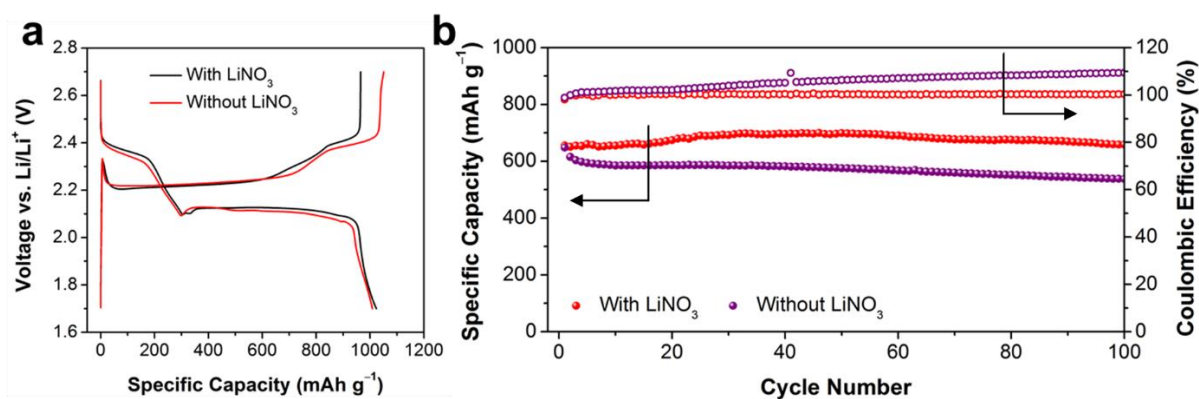 a
2.8
2.6
2.4
2.2
2.0
1.8
1.6
Voltage vs. Li/Li⁺ (V)
With LiNO₃
Without LiNO₃
0 200 400 600 800 1000 1200
Specific Capacity (mAh g⁻¹)
b
1000
800
600
400
200
0
Specific Capacity (mAh g⁻¹)
With LiNO₃ Without LiNO₃
0 20 40 60 80 100
Cycle Number
120
100
80
60
40
20
0
Coulombic Efficiency (%)